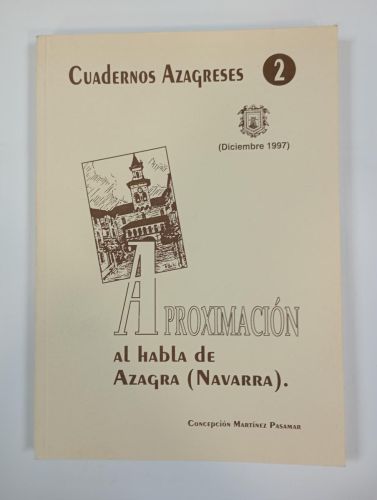 Cuadernos Azagreses 2
(Diciembre 1997)
Aproximación
al habla de
Azagra (Navarra).
Concepción Martínez Pasamar